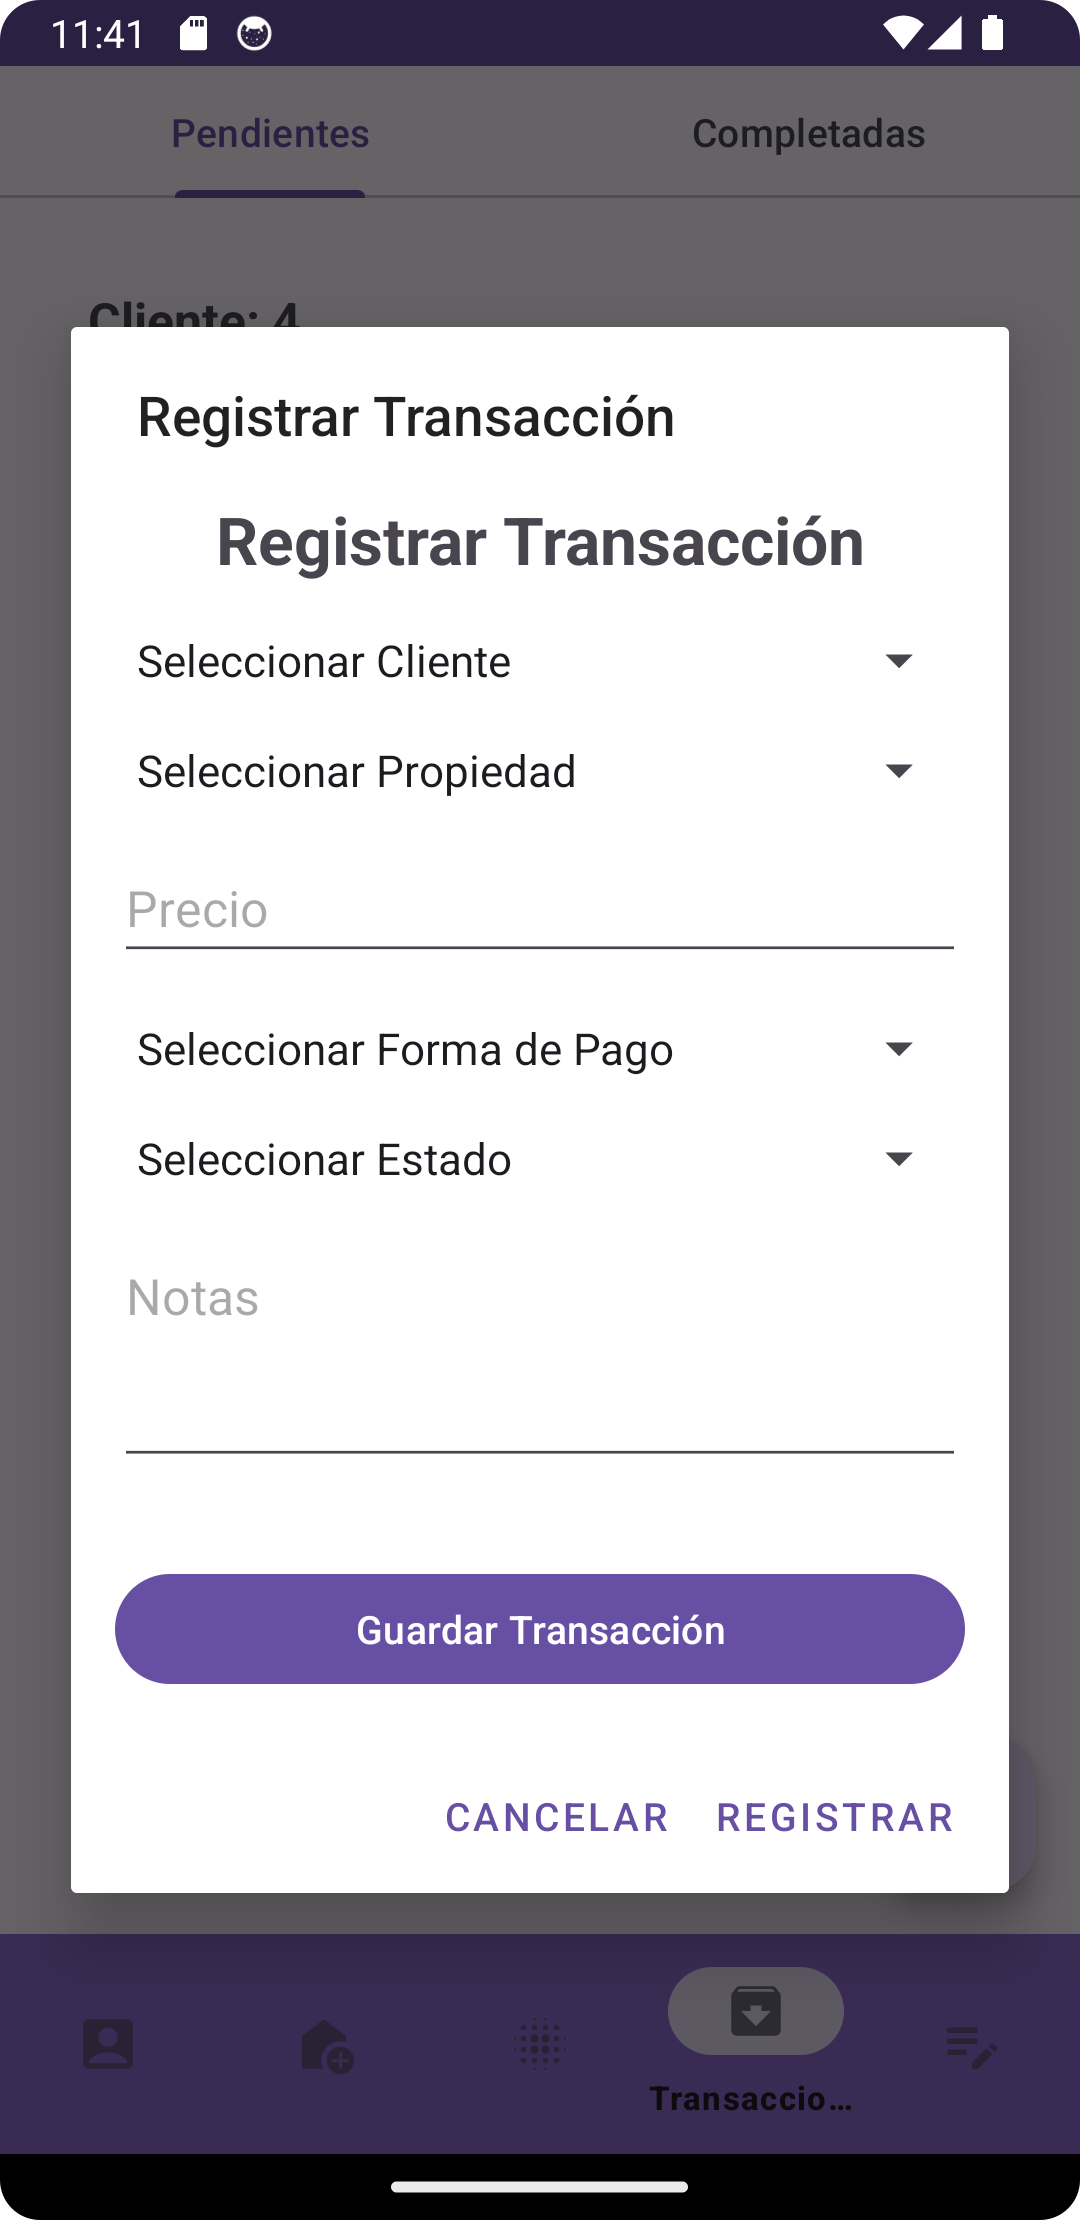 11:41
Pendientes
Completadas
Cliente: 4
Registrar Transacción
Registrar Transacción
Seleccionar Cliente
Seleccionar Propiedad
Precio
Seleccionar Forma de Pago
Seleccionar Estado
Notas
Guardar Transacción
CANCELAR REGISTRAR
Transaccio...